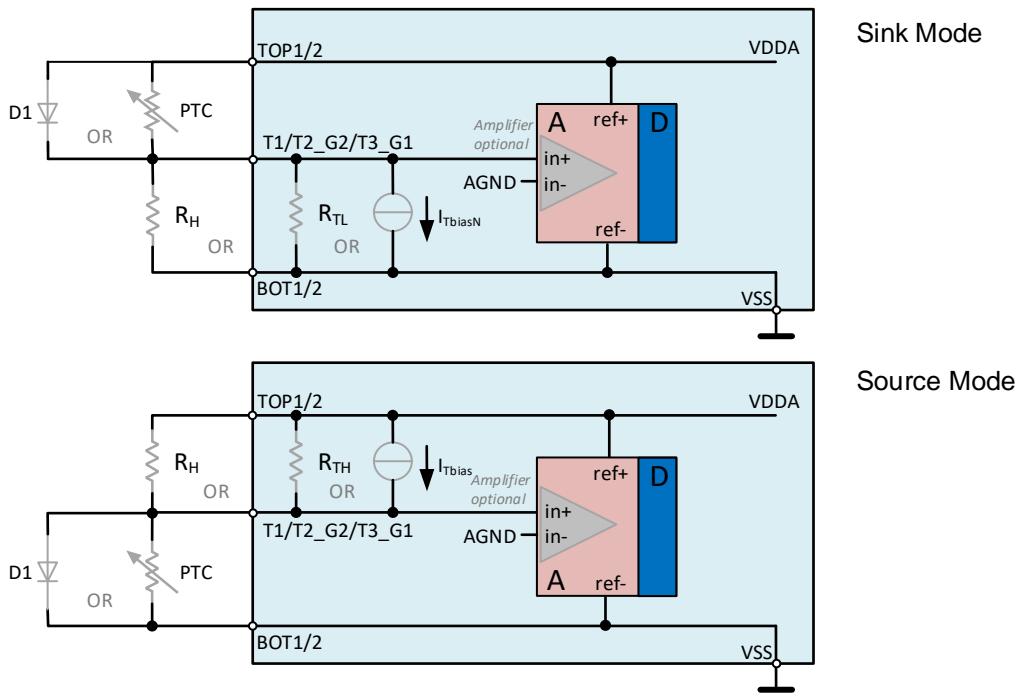 Sink Mode
TOP1/2
VDDA
D1
PTC
OR
A
ref+
D
Amplifier
optional
T1/T2_G2/T3_G1
in+
AGND
in-
RH
RTL
ITbiasN
OR
OR
ref-
BOT1/2
VSS
Source Mode
TOP1/2
VDDA
RH
RTH
ITbias
OR
OR
Amplifier
optional
ref+
D
T1/T2_G2/T3_G1
in+
AGND
in-
D1
PTC
OR
A
ref-
BOT1/2
VSS